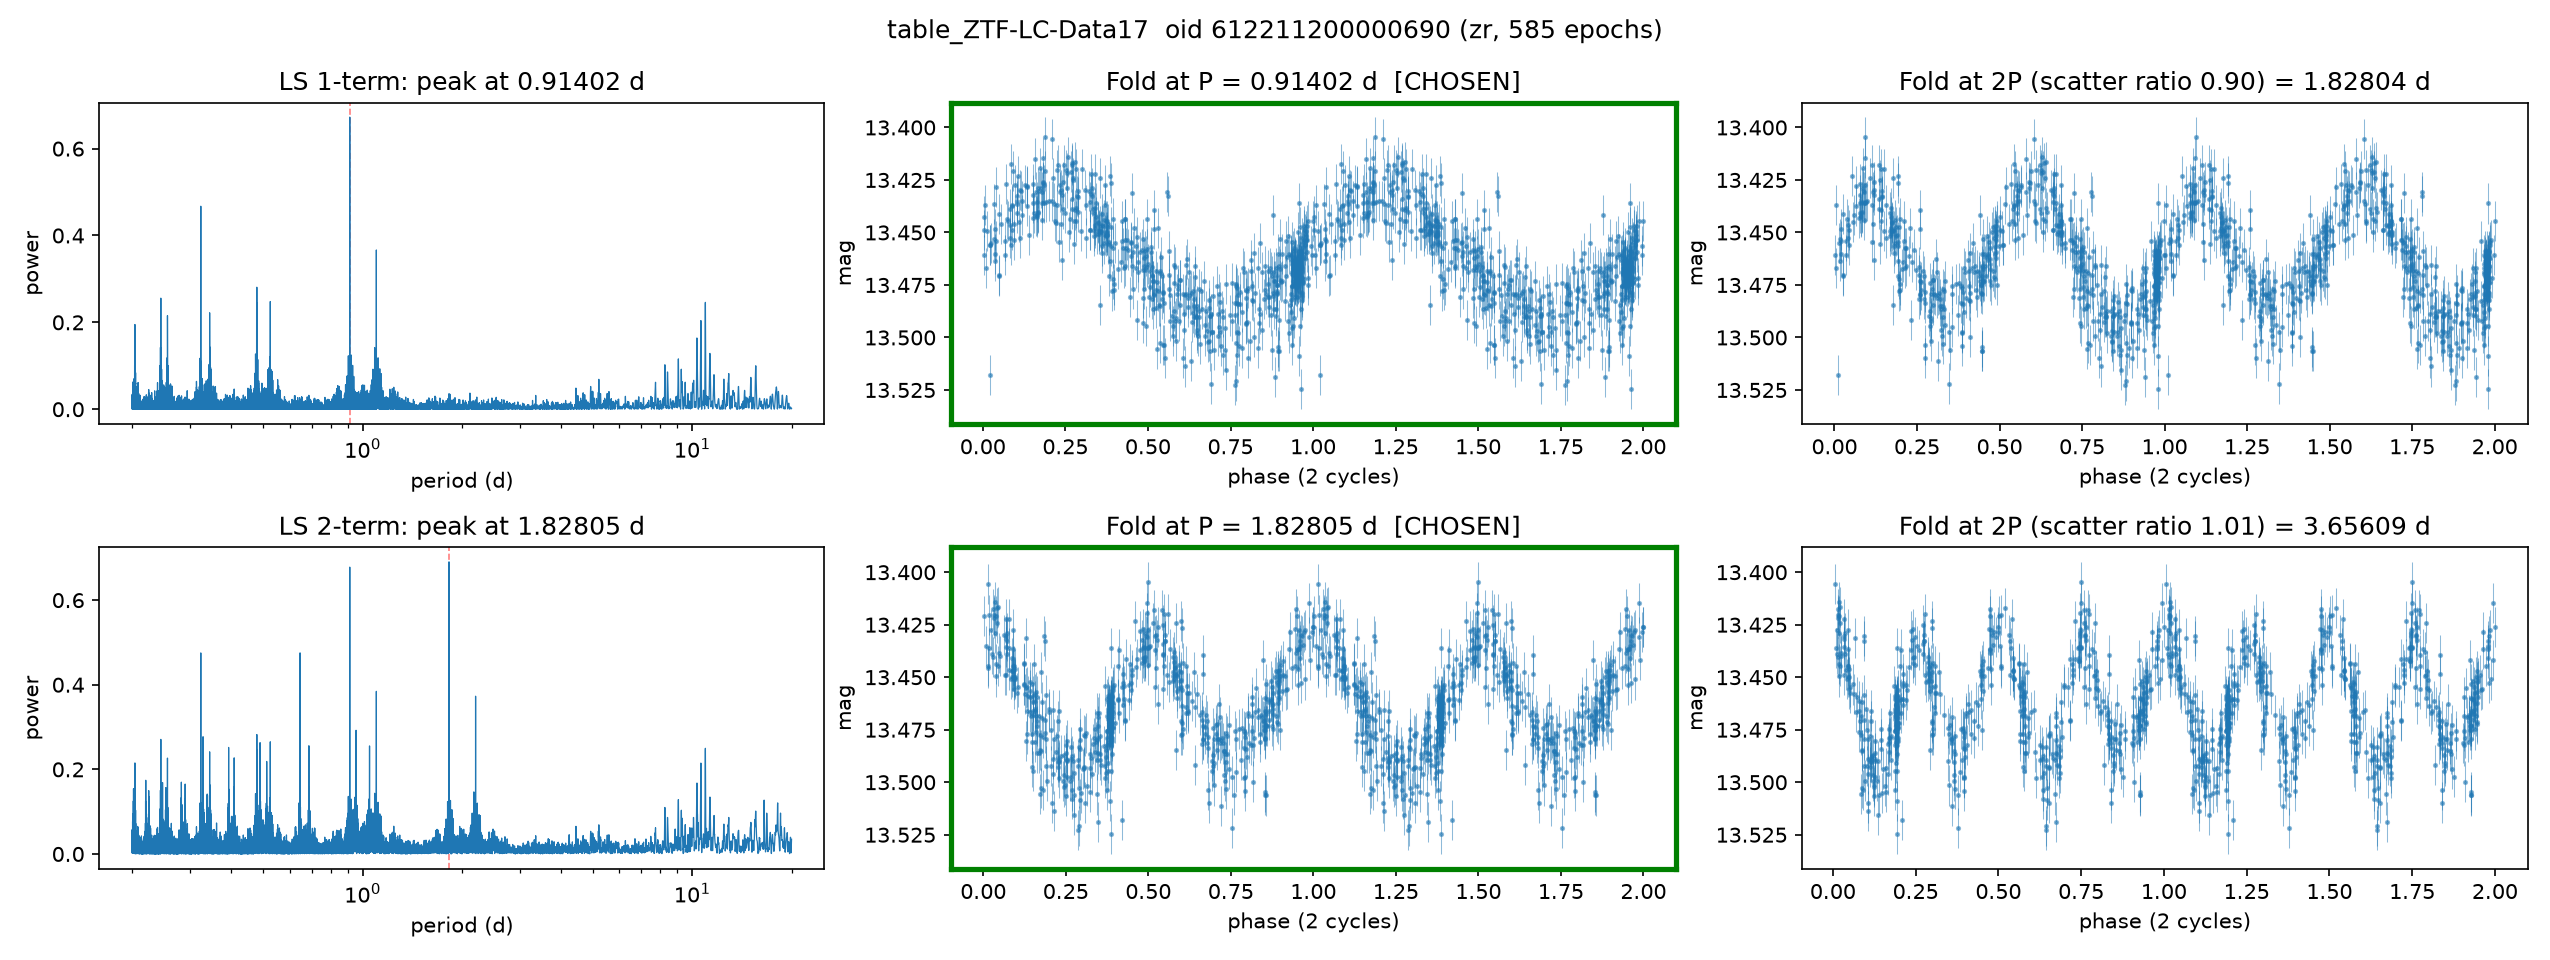 table_ZTF-LC-Data17  oid 612211200000690 (zr, 585 epochs)
LS 1-term: peak at 0.91402 d
power
0.6
0.4
0.2
0.0
10^0
10^1
period (d)
Fold at P = 0.91402 d  [CHOSEN]
mag
13.400
13.425
13.450
13.475
13.500
13.525
0.00 0.25 0.50 0.75 1.00 1.25 1.50 1.75 2.00
phase (2 cycles)
Fold at 2P (scatter ratio 0.90) = 1.82804 d
mag
13.400
13.425
13.450
13.475
13.500
13.525
0.00 0.25 0.50 0.75 1.00 1.25 1.50 1.75 2.00
phase (2 cycles)
LS 2-term: peak at 1.82805 d
power
0.6
0.4
0.2
0.0
10^0
10^1
period (d)
Fold at P = 1.82805 d  [CHOSEN]
mag
13.400
13.425
13.450
13.475
13.500
13.525
0.00 0.25 0.50 0.75 1.00 1.25 1.50 1.75 2.00
phase (2 cycles)
Fold at 2P (scatter ratio 1.01) = 3.65609 d
mag
13.400
13.425
13.450
13.475
13.500
13.525
0.00 0.25 0.50 0.75 1.00 1.25 1.50 1.75 2.00
phase (2 cycles)